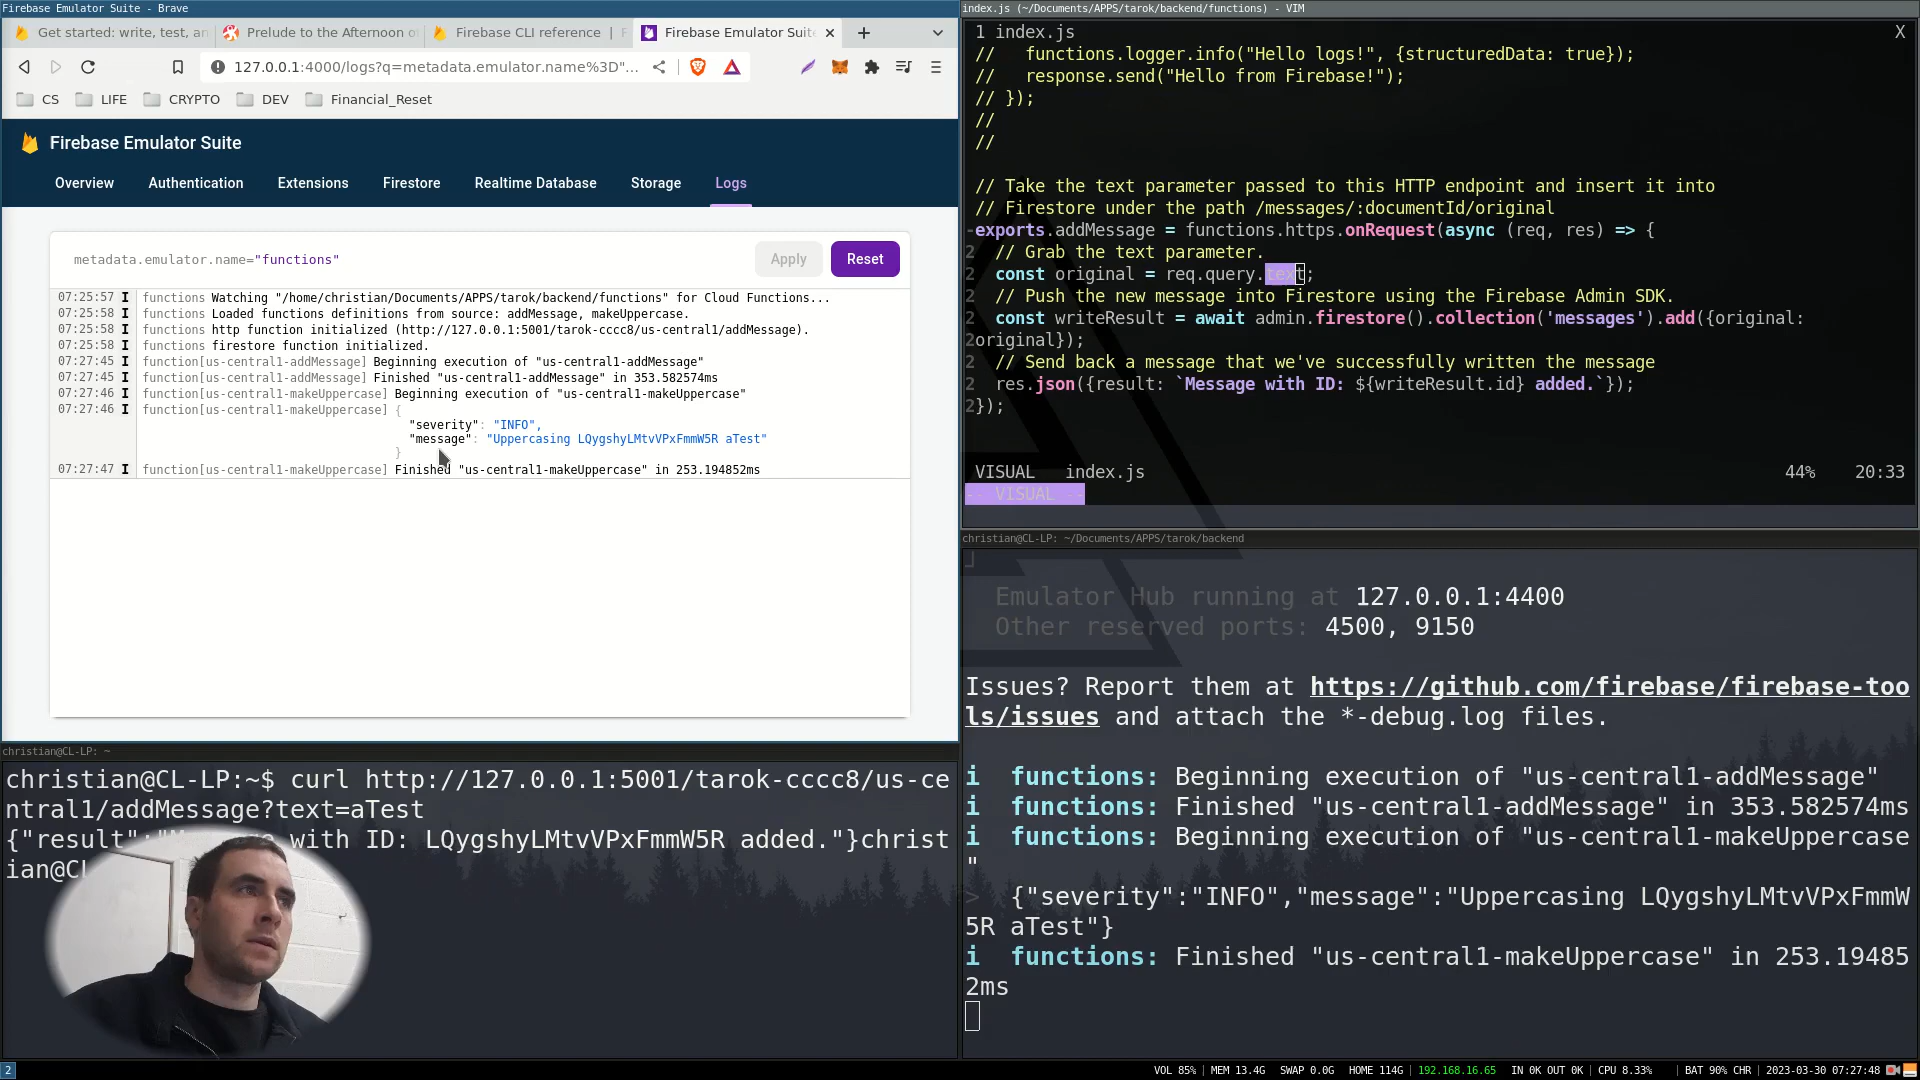 Firebase Emulator Suite - Brave
Get started: write, test, an
Prelude to the Afternoon o
Firebase CLI reference | F
Firebase Emulator Suite
127.0.0.1:4000/logs?q=metadata.emulator.name%3D"...
CS LIFE CRYPTO DEV Financial_Reset
Firebase Emulator Suite
Overview Authentication Extensions Firestore Realtime Database Storage Logs
metadata.emulator.name="functions"
Apply Reset
07:25:57 I functions Watching "/home/christian/Documents/APPS/tarok/backend/functions" for Cloud Functions...
07:25:58 I functions Loaded functions definitions from source: addMessage, makeUppercase.
07:25:58 I functions http function initialized (http://127.0.0.1:5001/tarok-cccc8/us-central1/addMessage).
07:25:58 I functions firestore function initialized.
07:27:45 I function[us-central1-addMessage] Beginning execution of "us-central1-addMessage"
07:27:45 I function[us-central1-addMessage] Finished "us-central1-addMessage" in 353.582574ms
07:27:46 I function[us-central1-makeUppercase] Beginning execution of "us-central1-makeUppercase"
07:27:46 I function[us-central1-makeUppercase] {
"severity": "INFO",
"message": "Uppercasing LQygshyLMtvVPxFmmW5R aTest"
}
07:27:47 I function[us-central1-makeUppercase] Finished "us-central1-makeUppercase" in 253.194852ms
christian@CL-LP: ~
christian@CL-LP:~$ curl http://127.0.0.1:5001/tarok-cccc8/us-ce
ntral1/addMessage?text=aTest
{"result": with ID: LQygshyLMtvVPxFmmW5R added."}christ
ian@CL
index.js (~/Documents/APPS/tarok/backend/functions) - VIM
1 index.js X
//   functions.logger.info("Hello logs!", {structuredData: true});
//   response.send("Hello from Firebase!");
// });
//
//
// Take the text parameter passed to this HTTP endpoint and insert it into
// Firestore under the path /messages/:documentId/original
-exports.addMessage = functions.https.onRequest(async (req, res) => {
2  // Grab the text parameter.
2  const original = req.query.text;
2  // Push the new message into Firestore using the Firebase Admin SDK.
2  const writeResult = await admin.firestore().collection('messages').add({original:
2original});
2  // Send back a message that we've successfully written the message
2  res.json({result: `Message with ID: ${writeResult.id} added.`});
2});
VISUAL   index.js 44% 20:33
-- VISUAL --
christian@CL-LP: ~/Documents/APPS/tarok/backend
Emulator Hub running at 127.0.0.1:4400
Other reserved ports: 4500, 9150
Issues? Report them at https://github.com/firebase/firebase-too
ls/issues and attach the *-debug.log files.
i  functions: Beginning execution of "us-central1-addMessage"
i  functions: Finished "us-central1-addMessage" in 353.582574ms
i  functions: Beginning execution of "us-central1-makeUppercase
"
>  {"severity":"INFO","message":"Uppercasing LQygshyLMtvVPxFmmW
5R aTest"}
i  functions: Finished "us-central1-makeUppercase" in 253.19485
2ms
2
VOL 85% | MEM 13.4G SWAP 0.0G HOME 114G | 192.168.16.65 IN 0K OUT 0K | CPU 8.33% | BAT 90% CHR | 2023-03-30 07:27:48